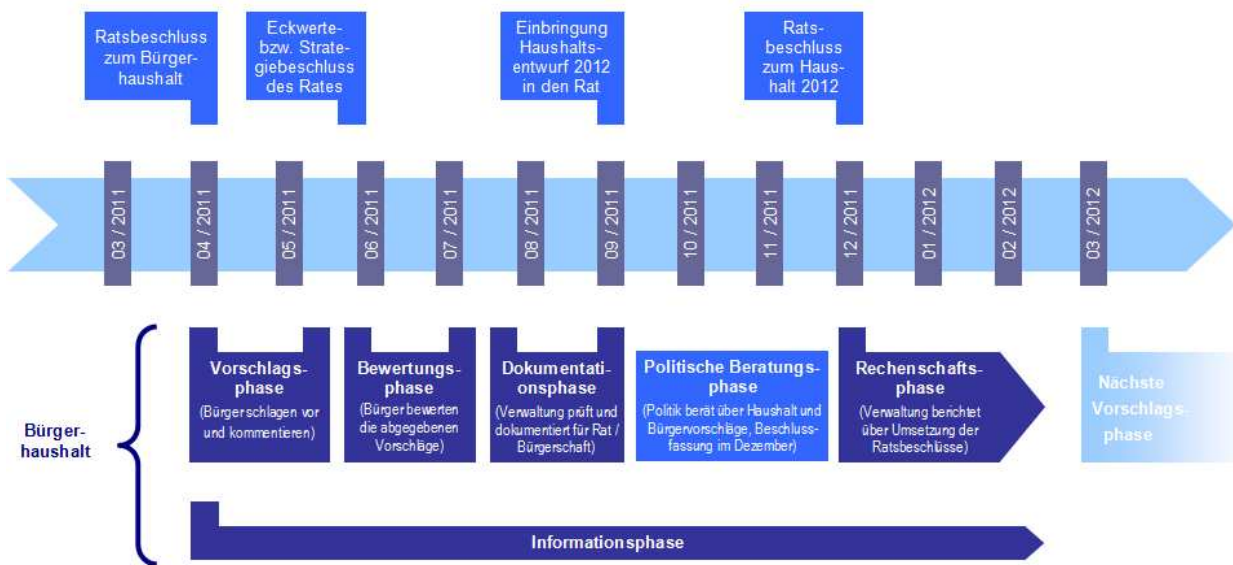 Ratsbeschluss
zum Bürger-
haushalt
Eckwerte-
bzw. Strate-
giebeschluss
des Rates
Einbringung
Haushalts-
entwurf 2012
in den Rat
Rats-
beschluss
zum Haus-
halt 2012
03 / 2011
04 / 2011
05 / 2011
06 / 2011
07 / 2011
08 / 2011
09 / 2011
10 / 2011
11 / 2011
12 / 2011
01 / 2012
02 / 2012
03 / 2012
Bürger-
haushalt
Vorschlags-
phase
(Bürger schlagen vor
und kommentieren)
Bewertungs-
phase
(Bürger bewerten
die abgegebenen
Vorschläge)
Dokumentati-
onsphase
(Verwaltung prüft und
dokumentiert für Rat /
Bürgerschaft)
Politische Beratungs-
phase
(Politik berät über Haushalt und
Bürgervorschläge, Beschluss-
fassung im Dezember)
Rechenschafts-
phase
(Verwaltung berichtet
über Umsetzung der
Ratsbeschlüsse)
Nächste
Vorschlags-
phase
Informationsphase